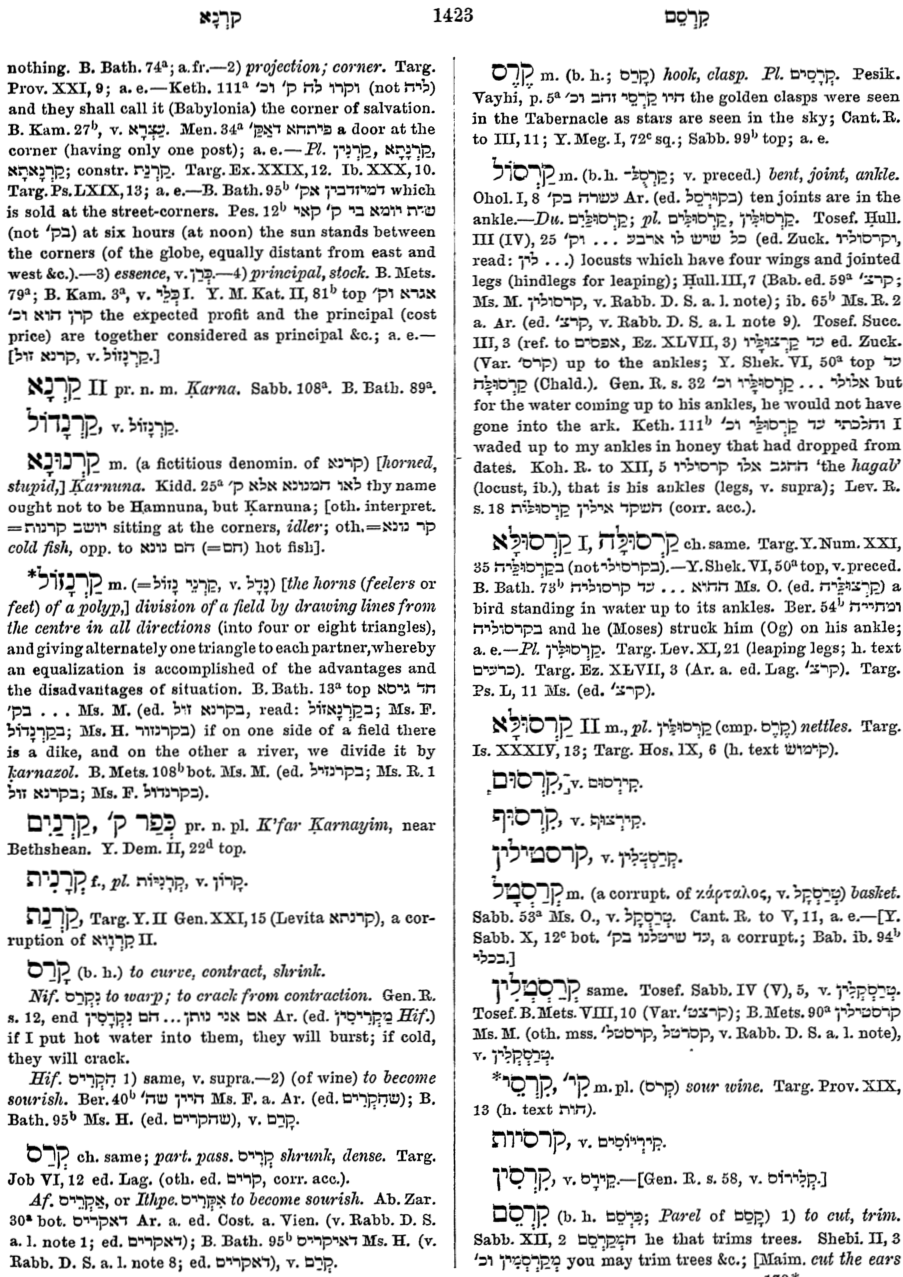 קַרְנָא
1423
קִרְסֵם
nothing. B. Bath. 74ᵃ; a. fr.—2) projection; corner. Targ.
Prov. XXI, 9; a. e.—Keth. 111ᵃ וקרו לה ק' וכ' (not ליה)
and they shall call it (Babylonia) the corner of salvation.
B. Kam. 27ᵇ, v. עַצְרָא. Men. 34ᵃ פיתחא דאַקַּ' a door at the
corner (having only one post); a. e.—Pl. קַרְנָתָא, קַרְנִין,
קַרְנָאתָא; constr. קַרְנַת. Targ. Ex. XXIX, 12. Ib. XXX, 10.
Targ. Ps. LXIX, 13; a. e.—B. Bath. 95ᵇ דמיזדבין אק' which
is sold at the street-corners. Pes. 12ᵇ שית יומא בי ק' קאי
(not בק') at six hours (at noon) the sun stands between
the corners (of the globe, equally distant from east and
west &c.).—3) essence, v. כְּרַן.—4) principal, stock. B. Mets.
79ᵃ; B. Kam. 3ᵃ, v. כְּלַי I. Y. M. Kat. II, 81ᵇ top אגרא וק'
קרן הוא וכ' the expected profit and the principal (cost
price) are together considered as principal &c.; a. e.—
[קרנא זול, v. קַרְנָזוֹל.]
קַרְנָא II pr. n. m. Ḳarna. Sabb. 108ᵃ. B. Bath. 89ᵃ.
קַרְנָדוֹל, v. קַרְנָזוֹל.
קַרְנוּנָא m. (a fictitious denomin. of קרנא) [horned,
stupid,] Ḳarnuna. Kidd. 25ᵃ לאו המנונא אלא ק' thy name
ought not to be Hamnuna, but Ḳarnuna; [oth. interpret.
=יושב קרנות sitting at the corners, idler; oth.=קר נונא
cold fish, opp. to חם נונא (=חם) hot fish].
*קַרְנָזוֹל m. (=קַרְנֵי נָזוֹל, v. נָדָל) [the horns (feelers or
feet) of a polyp,] division of a field by drawing lines from
the centre in all directions (into four or eight triangles),
and giving alternately one triangle to each partner, whereby
an equalization is accomplished of the advantages and
the disadvantages of situation. B. Bath. 13ᵃ top חד גיסא
בק' . . . Ms. M. (ed. בקרנא זול, read: בקַרְנָאזוֹל; Ms. F.
בקַרְנָדוֹל; Ms. H. בקרנזור) if on one side of a field there
is a dike, and on the other a river, we divide it by
ḳarnazol. B. Mets. 108ᵇ bot. Ms. M. (ed. בקרנזיל; Ms. R. 1
בקרנא זול; Ms. F. בקרנדול).
קַרְנַיִם, כְּפַר ק' pr. n. pl. K'far Ḳarnayim, near
Bethshean. Y. Dem. II, 22ᵈ top.
קְרָנִית f., pl. קְרָנִיּוֹת, v. קָרוֹן.
קַרְנַת, Targ. Y. II Gen. XXI, 15 (Levita קרנתא), a cor-
ruption of קַרְוָא II.
קָרַס (b. h.) to curve, contract, shrink.
Nif. נִקְרַס to warp; to crack from contraction. Gen. R.
s. 12, end אם אני נותן ... הם נִקְרָסִין Ar. (ed. מַקְרִיסִין Hif.)
if I put hot water into them, they will burst; if cold,
they will crack.
Hif. הִקְרִיס 1) same, v. supra.—2) (of wine) to become
sourish. Ber. 40ᵇ היין שה' Ms. F. a. Ar. (ed. שהקרים); B.
Bath. 95ᵇ Ms. H. (ed. שהקרים), v. קָרַם.
קְרַס ch. same; part. pass. קְרִיס shrunk, dense. Targ.
Job VI, 12 ed. Lag. (oth. ed. קרים, corr. acc.).
Af. אַקְרִיס, or Ithpe. אִקְּרִיס to become sourish. Ab. Zar.
30ᵃ bot. דאקריס Ar. a. ed. Cost. a. Vien. (v. Rabb. D. S.
a. l. note 1; ed. דאקרים); B. Bath. 95ᵇ דאיקריס Ms. H. (v.
Rabb. D. S. a. l. note 8; ed. דאקרים), v. קְרַם.
קֶרֶס m. (b. h.; קָרַס) hook, clasp. Pl. קְרָסִים. Pesik.
Vayhi, p. 5ᵃ היו קַרְסֵי זהב וכ' the golden clasps were seen
in the Tabernacle as stars are seen in the sky; Cant. R.
to III, 11; Y. Meg. I, 72ᶜ sq.; Sabb. 99ᵇ top; a. e.
קַרְסוֹל m. (b. h. קַרְסֻל־; v. preced.) bent, joint, ankle.
Ohol. I, 8 עשרה בק' Ar. (ed. בקוּרְסָל) ten joints are in the
ankle.—Du. קַרְסוּלַּיִם; pl. קַרְסוּלִּין, קַרְסוּלִּים. Tosef. Ḥull.
III (IV), 25 כל שיש לו ארבע ... וק' (ed. Zuck. וקרסוליו,
read: לין . . .) locusts which have four wings and jointed
legs (hindlegs for leaping); Ḥull. III, 7 (Bab. ed. 59ᵃ קרצ';
Ms. M. קרסולין, v. Rabb. D. S. a. l. note); ib. 65ᵇ Ms. R. 2
a. Ar. (ed. קרצ', v. Rabb. D. S. a. l. note 9). Tosef. Succ.
III, 3 (ref. to אפסים, Ez. XLVII, 3) עד קַרְצוּלָּיו ed. Zuck.
(Var. קרס') up to the ankles; Y. Shek. VI, 50ᵃ top עד
קַרְסוּלָּה (Chald.). Gen. R. s. 32 אלולי ... קַרְסוּלָּיו וכ' but
for the water coming up to his ankles, he would not have
gone into the ark. Keth. 111ᵇ והלכתי עד קַרְסוּלַּי וכ' I
waded up to my ankles in honey that had dropped from
dates. Koh. R. to XII, 5 החגב אלו קרסוליו 'the ḥagab'
(locust, ib.), that is his ankles (legs, v. supra); Lev. R.
s. 18 השקד אילין קַרְסוּלּוֹת (corr. acc.).
קַרְסוּלָּא I, קַרְסוּלָּה ch. same. Targ. Y. Num. XXI,
35 בקַרְסוּלֵּיהּ (not בקרסולי).—Y. Shek. VI, 50ᵃ top, v. preced.
B. Bath. 73ᵇ ההוא ... עד קרסוליה Ms. O. (ed. קַרְצוּלֵּיהּ) a
bird standing in water up to its ankles. Ber. 54ᵇ ומחייה
בקרסוליה and he (Moses) struck him (Og) on his ankle;
a. e.—Pl. קַרְסוּלִּין. Targ. Lev. XI, 21 (leaping legs; h. text
כרעים). Targ. Ez. XLVII, 3 (Ar. a. ed. Lag. קרצ'). Targ.
Ps. L, 11 Ms. (ed. קרצ').
קַרְסוּלָּא II m., pl. קַרְסוּלִּין (cmp. קֶרֶס) nettles. Targ.
Is. XXXIV, 13; Targ. Hos. IX, 6 (h. text קימוש).
קִרְסוּם, v. קִירְסוּם.
קִרְסוּף, v. קִירְצוּף.
קרסטילין, v. קְרַסְטְלִין.
קְרַסְטָל m. (a corrupt. of κάρταλος, v. טְרַסְקָל) basket.
Sabb. 53ᵃ Ms. O., v. טְרַסְקָל. Cant. R. to V, 11, a. e.—[Y.
Sabb. X, 12ᶜ bot. עד שיטלנו בק', a corrupt.; Bab. ib. 94ᵇ
בכלי.]
קְרַסְטְלִין same. Tosef. Sabb. IV (V), 5, v. טְרַסְקְלִין.
Tosef. B. Mets. VIII, 10 (Var. קרצט'); B. Mets. 90ᵃ קרסטילין
Ms. M. (oth. mss. קסרטל, קרסטל', v. Rabb. D. S. a. l. note),
v. טְרַסְקְלִין.
*קַרְסֵי, קִי' m. pl. (קרס) sour wine. Targ. Prov. XIX,
13 (h. text הות).
קרסיות, v. קִירְיוֹסִים.
קִרְסִין, v. קֵירָס.—[Gen. R. s. 58, v. קְלִירוֹס.]
קִרְסֵם (b. h. כִּרְסֵם; Parel of קָסַם) 1) to cut, trim.
Sabb. XII, 2 המְקַרְסֵם he that trims trees. Shebi. II, 3
מְקַרְסְמִין וכ' you may trim trees &c.; [Maim. cut the ears